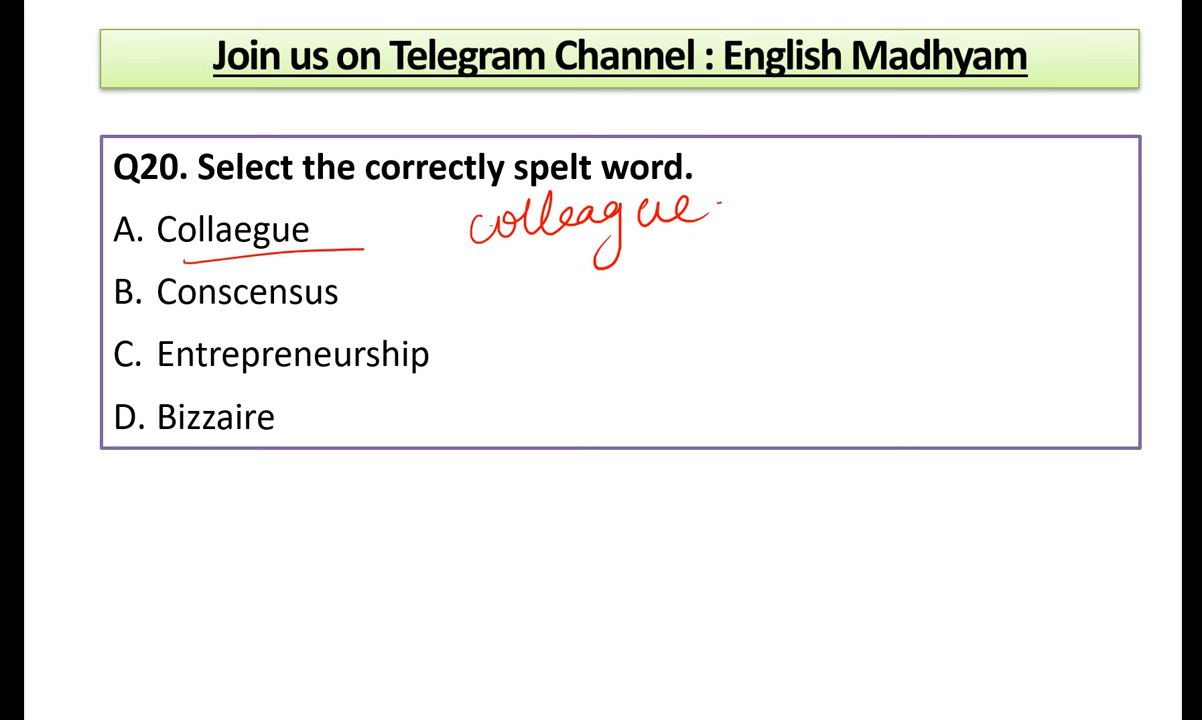 Join us on Telegram Channel : English Madhyam
Q20. Select the correctly spelt word.
A. Collaegue
colleague
B. Conscensus
C. Entrepreneurship
D. Bizzaire